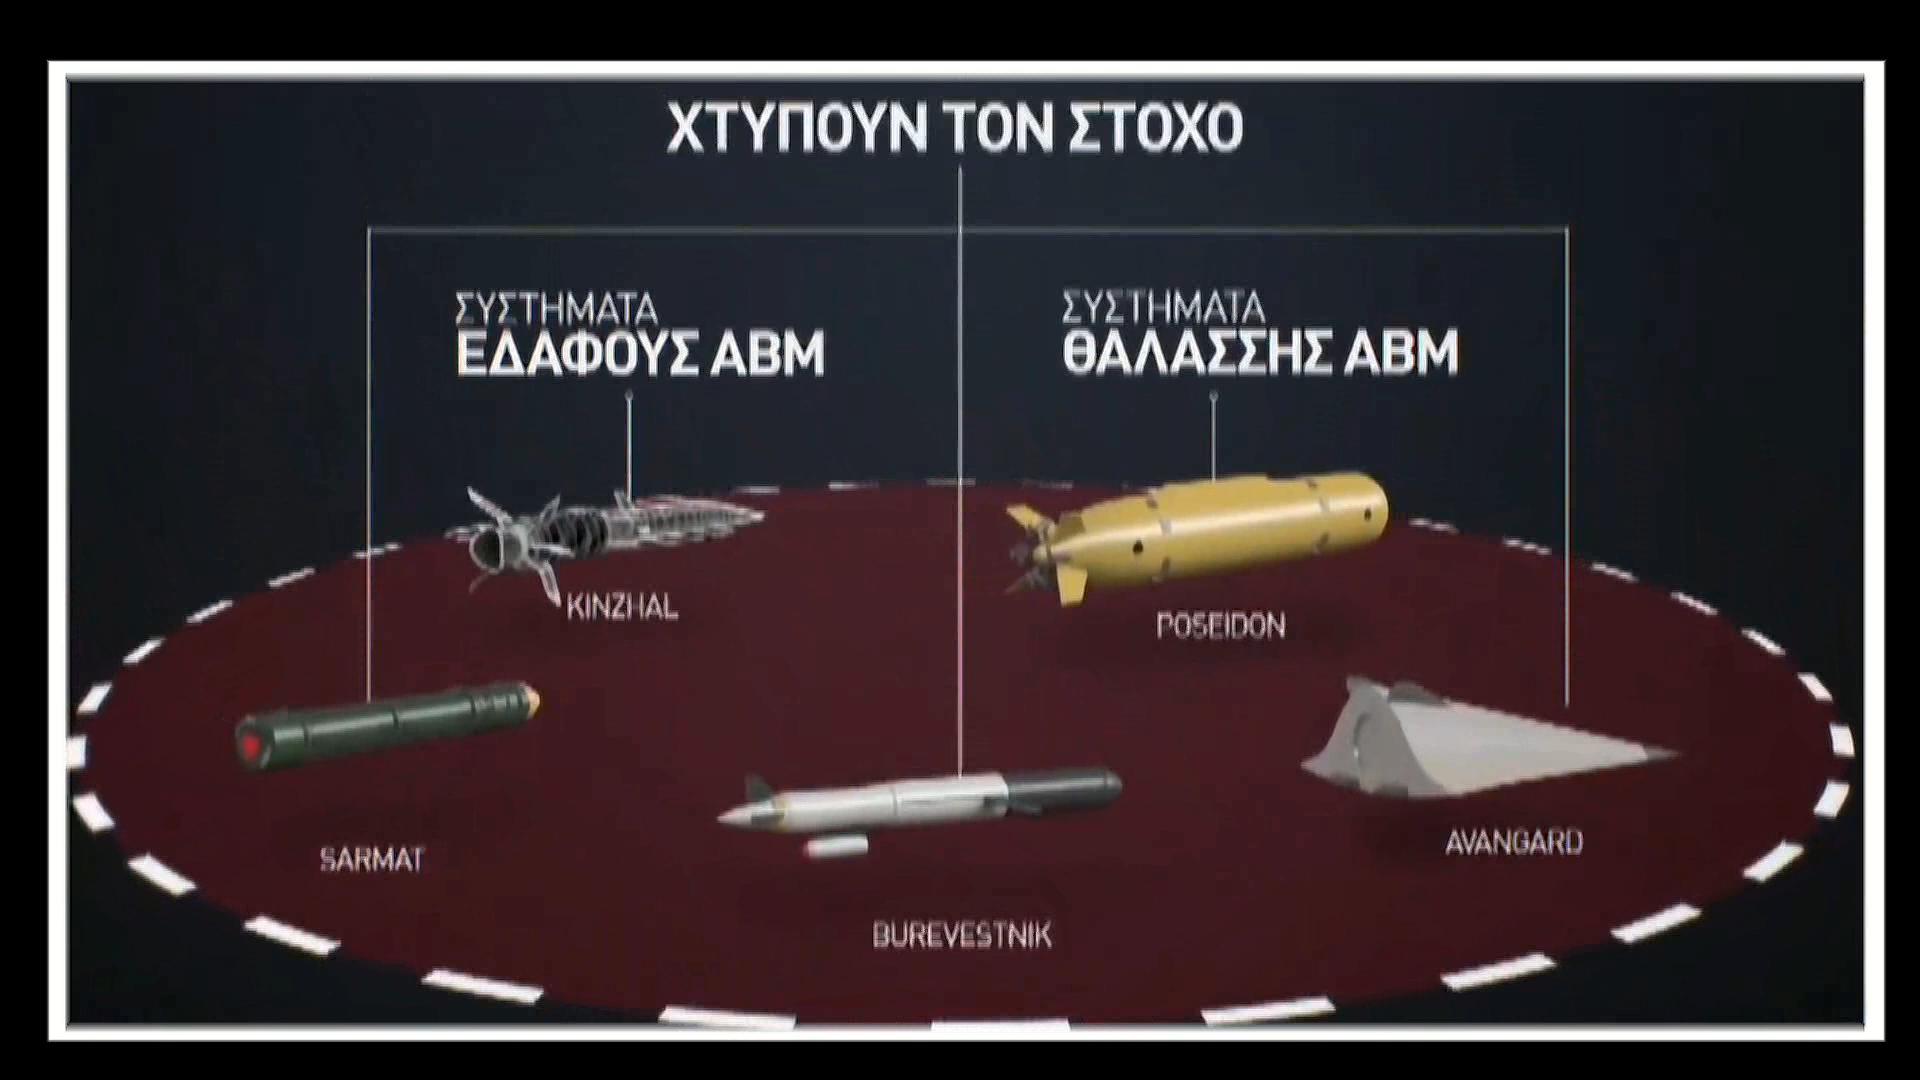 ΧΤΥΠΟΥΝ ΤΟΝ ΣΤΟΧΟ
ΣΥΣΤΗΜΑΤΑ
ΕΔΑΦΟΥΣ ΑΒΜ
ΣΥΣΤΗΜΑΤΑ
ΘΑΛΑΣΣΗΣ ΑΒΜ
KINZHAL
POSEIDON
SARMAT
AVANGARD
BUREVESTNIK